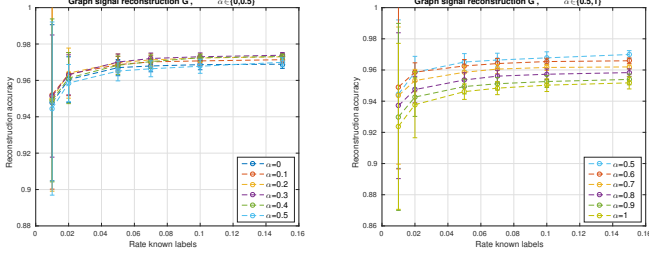 Graph signal reconstruction G , α∈{0,0.5}
1
0.98
0.96
0.94
0.92
0.9
0.88
Reconstruction accuracy
0 0.02 0.04 0.06 0.08 0.1 0.12 0.14 0.16
Rate known labels
α=0
α=0.1
α=0.2
α=0.3
α=0.4
α=0.5
Graph signal reconstruction G , α∈{0.5,1}
1
0.98
0.96
0.94
0.92
0.9
0.88
0.86
Reconstruction accuracy
0 0.02 0.04 0.06 0.08 0.1 0.12 0.14 0.16
Rate known labels
α=0.5
α=0.6
α=0.7
α=0.8
α=0.9
α=1